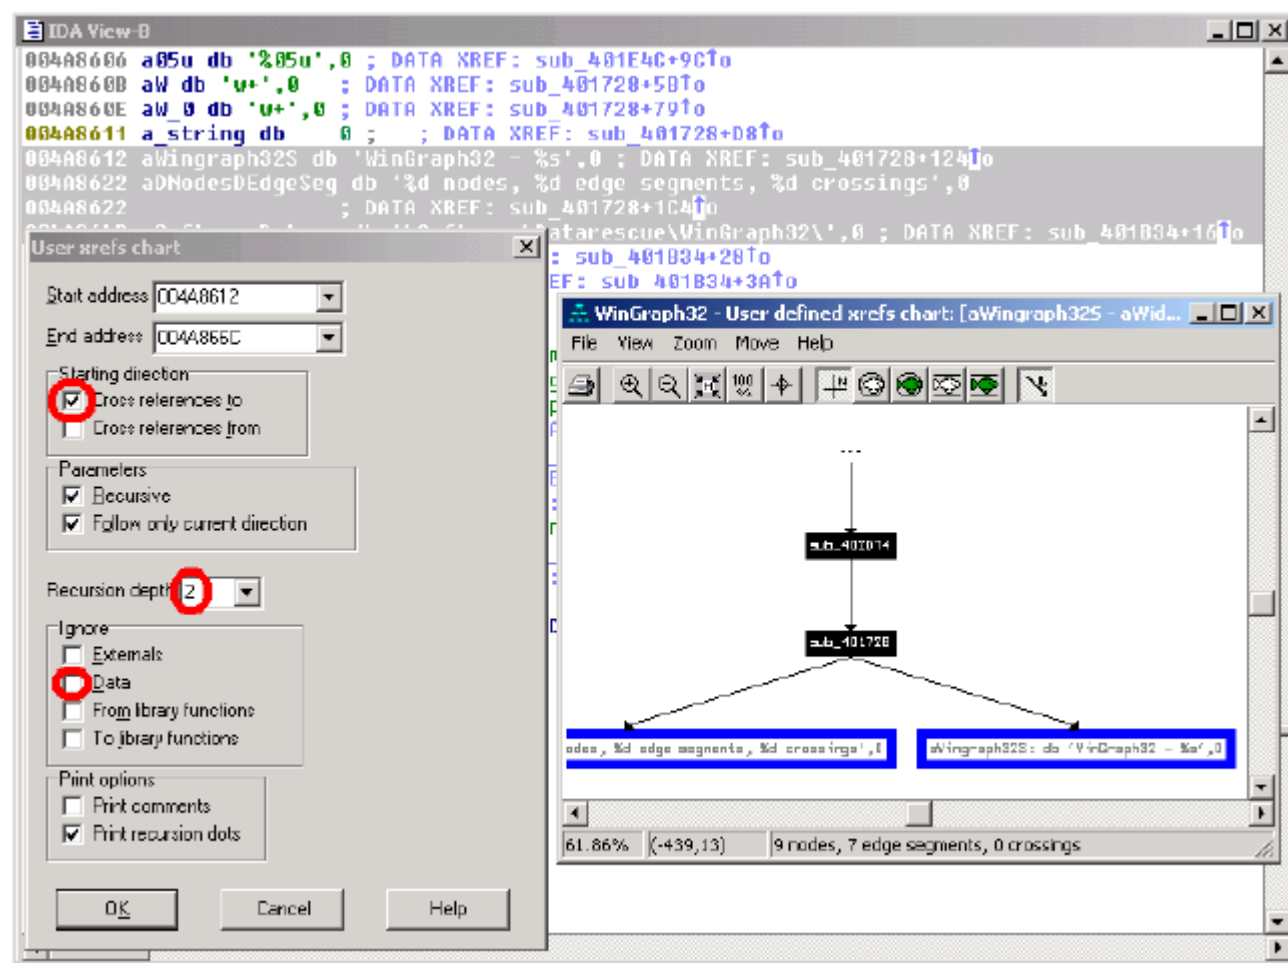 IDA View-B
004A8606 a05u db '%05u',0 ; DATA XREF: sub_401E4C+9C↑o
004A860B aW db 'w+',0 ; DATA XREF: sub_401728+5B↑o
004A860E aW_0 db 'w+',0 ; DATA XREF: sub_401728+79↑o
004A8611 a_string db 0 ; ; DATA XREF: sub_401728+D8↑o
004A8612 aWingraph32S db 'WinGraph32 - %s',0 ; DATA XREF: sub_401728+124↑o
004A8622 aDNodesDEdgeSeg db '%d nodes, %d edge segments, %d crossings',0
004A8622 ; DATA XREF: sub_401728+1C4↑o
Datarescue\WinGraph32\',0 ; DATA XREF: sub_401B34+16↑o
: sub_401B34+28↑o
EF: sub_401B34+3A↑o
User xrefs chart
Start address 004A8612
End address
Starting direction
Cross references to
Cross references from
Parameters
Recursive
Follow only current direction
Recursion depth 2
Ignore
Externals
Data
From library functions
To library functions
Print options
Print comments
Print recursion dots
OK
Cancel
Help
WinGraph32 - User defined xrefs chart: [aWingraph32S - aWid...
File View Zoom Move Help
100 %
N
...
sub_401728
odes, %d edge segments, %d crossings',0
aWingraph32S: db 'WinGraph32 - %s',0
61.86% (-439,13) 9 nodes, 7 edge segments, 0 crossings